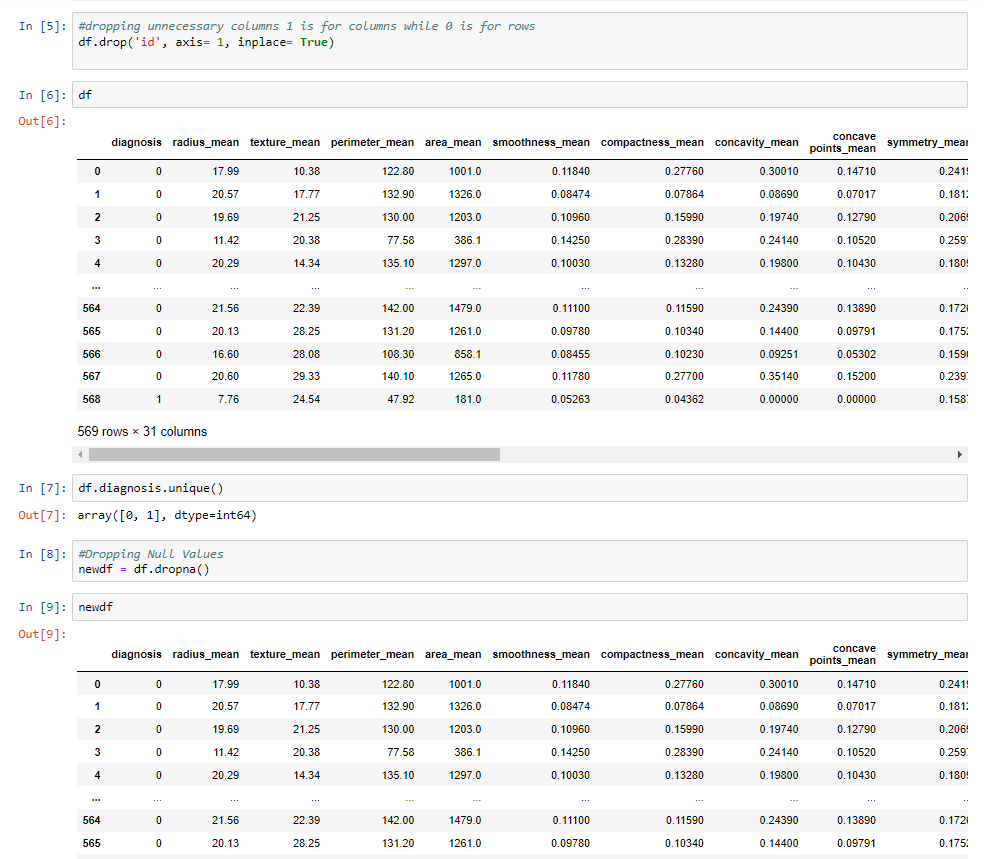 In [5]: #dropping unnecessary columns 1 is for columns while 0 is for rows
df.drop('id', axis= 1, inplace= True)
In [6]: df
Out[6]:
diagnosis radius_mean texture_mean perimeter_mean area_mean smoothness_mean compactness_mean concavity_mean concave points_mean symmetry_mean
0 0 17.99 10.38 122.80 1001.0 0.11840 0.27760 0.30010 0.14710 0.241
1 0 20.57 17.77 132.90 1326.0 0.08474 0.07864 0.08690 0.07017 0.181
2 0 19.69 21.25 130.00 1203.0 0.10960 0.15990 0.19740 0.12790 0.206
3 0 11.42 20.38 77.58 386.1 0.14250 0.28390 0.24140 0.10520 0.259
4 0 20.29 14.34 135.10 1297.0 0.10030 0.13280 0.19800 0.10430 0.180
... ... ... ... ... ... ... ... ... ... ..
564 0 21.56 22.39 142.00 1479.0 0.11100 0.11590 0.24390 0.13890 0.172
565 0 20.13 28.25 131.20 1261.0 0.09780 0.10340 0.14400 0.09791 0.175
566 0 16.60 28.08 108.30 858.1 0.08455 0.10230 0.09251 0.05302 0.159
567 0 20.60 29.33 140.10 1265.0 0.11780 0.27700 0.35140 0.15200 0.239
568 1 7.76 24.54 47.92 181.0 0.05263 0.04362 0.00000 0.00000 0.158
569 rows × 31 columns
In [7]: df.diagnosis.unique()
Out[7]: array([0, 1], dtype=int64)
In [8]: #Dropping Null Values
newdf = df.dropna()
In [9]: newdf
Out[9]:
diagnosis radius_mean texture_mean perimeter_mean area_mean smoothness_mean compactness_mean concavity_mean concave points_mean symmetry_mean
0 0 17.99 10.38 122.80 1001.0 0.11840 0.27760 0.30010 0.14710 0.241
1 0 20.57 17.77 132.90 1326.0 0.08474 0.07864 0.08690 0.07017 0.181
2 0 19.69 21.25 130.00 1203.0 0.10960 0.15990 0.19740 0.12790 0.206
3 0 11.42 20.38 77.58 386.1 0.14250 0.28390 0.24140 0.10520 0.259
4 0 20.29 14.34 135.10 1297.0 0.10030 0.13280 0.19800 0.10430 0.180
... ... ... ... ... ... ... ... ... ... ..
564 0 21.56 22.39 142.00 1479.0 0.11100 0.11590 0.24390 0.13890 0.172
565 0 20.13 28.25 131.20 1261.0 0.09780 0.10340 0.14400 0.09791 0.175